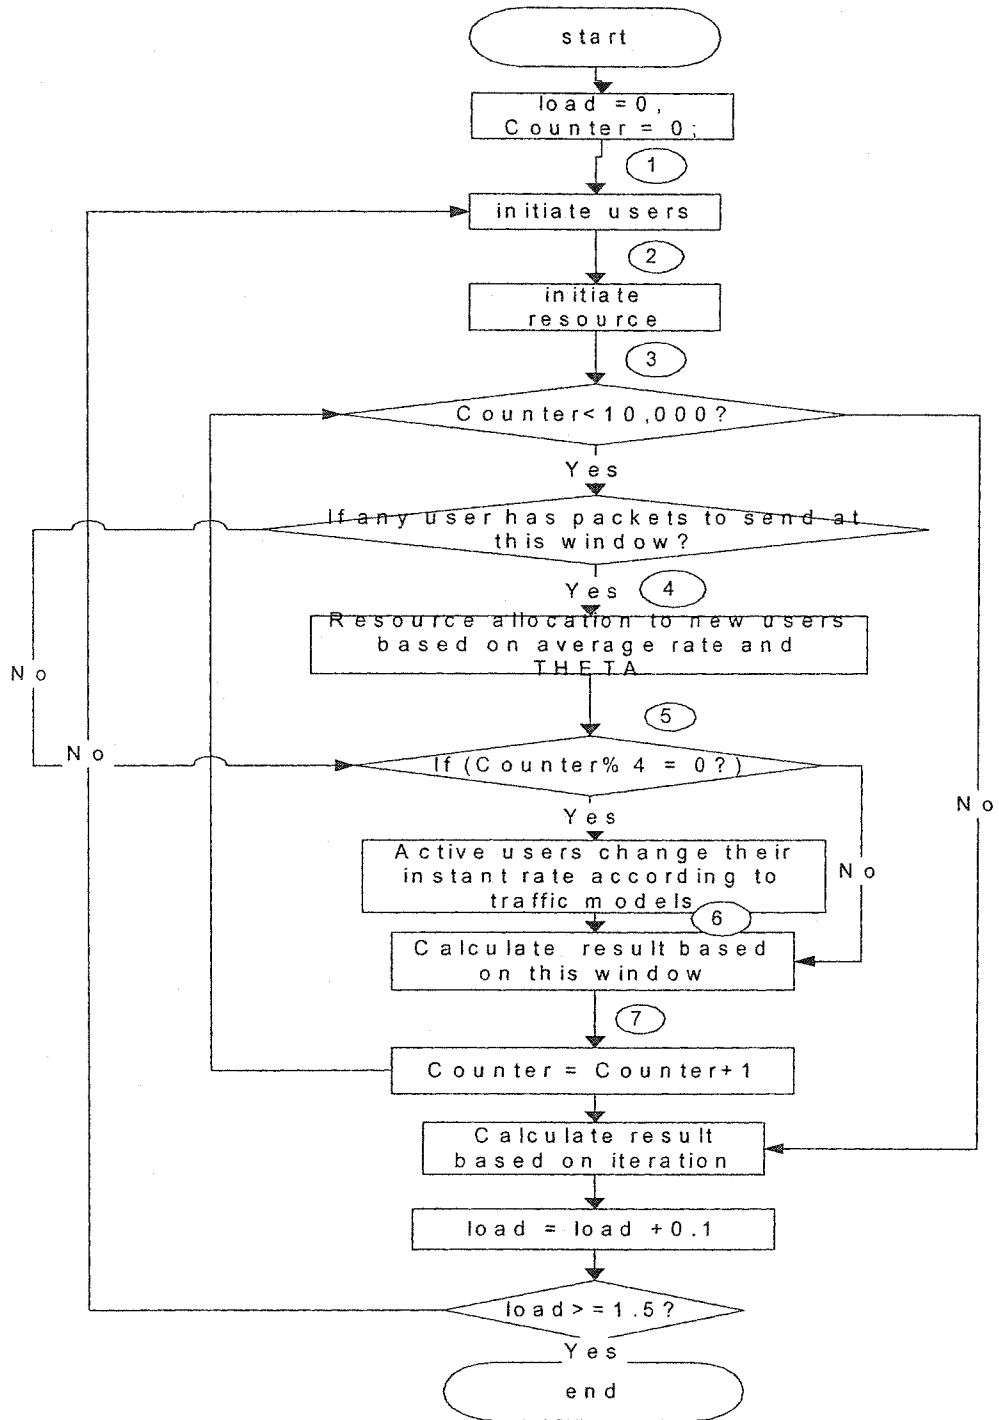 start
load = 0,
Counter = 0;
1
initiate users
2
initiate
resource
3
Counter<10,000?
Yes
If any user has packets to send at
this window?
Yes
4
Resource allocation to new users
based on average rate and
THETA
No
5
No
If (Counter% 4 = 0?)
No
Yes
Active users change their
instant rate according to
traffic models
No
6
Calculate result based
on this window
7
Counter = Counter+1
Calculate result
based on iteration
load = load +0.1
load>=1.5?
Yes
end